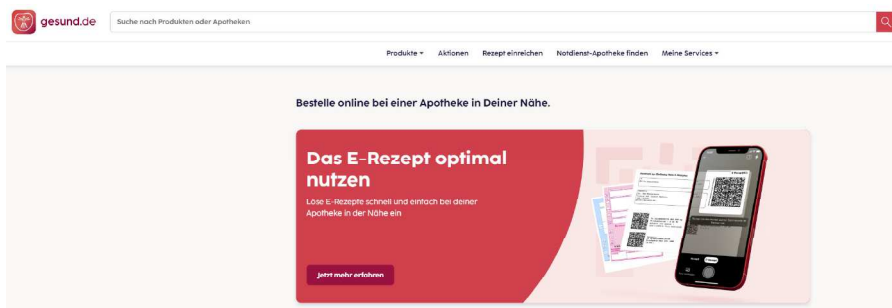 gesund.de
Suche nach Produkten oder Apotheken
Produkte
Aktionen
Rezept einreichen
Notdienst-Apotheke finden
Meine Services
Bestelle online bei einer Apotheke in Deiner Nähe.
Das E-Rezept optimal
nutzen
Löse E-Rezepte schnell und einfach bei deiner
Apotheke in der Nähe ein
Jetzt mehr erfahren